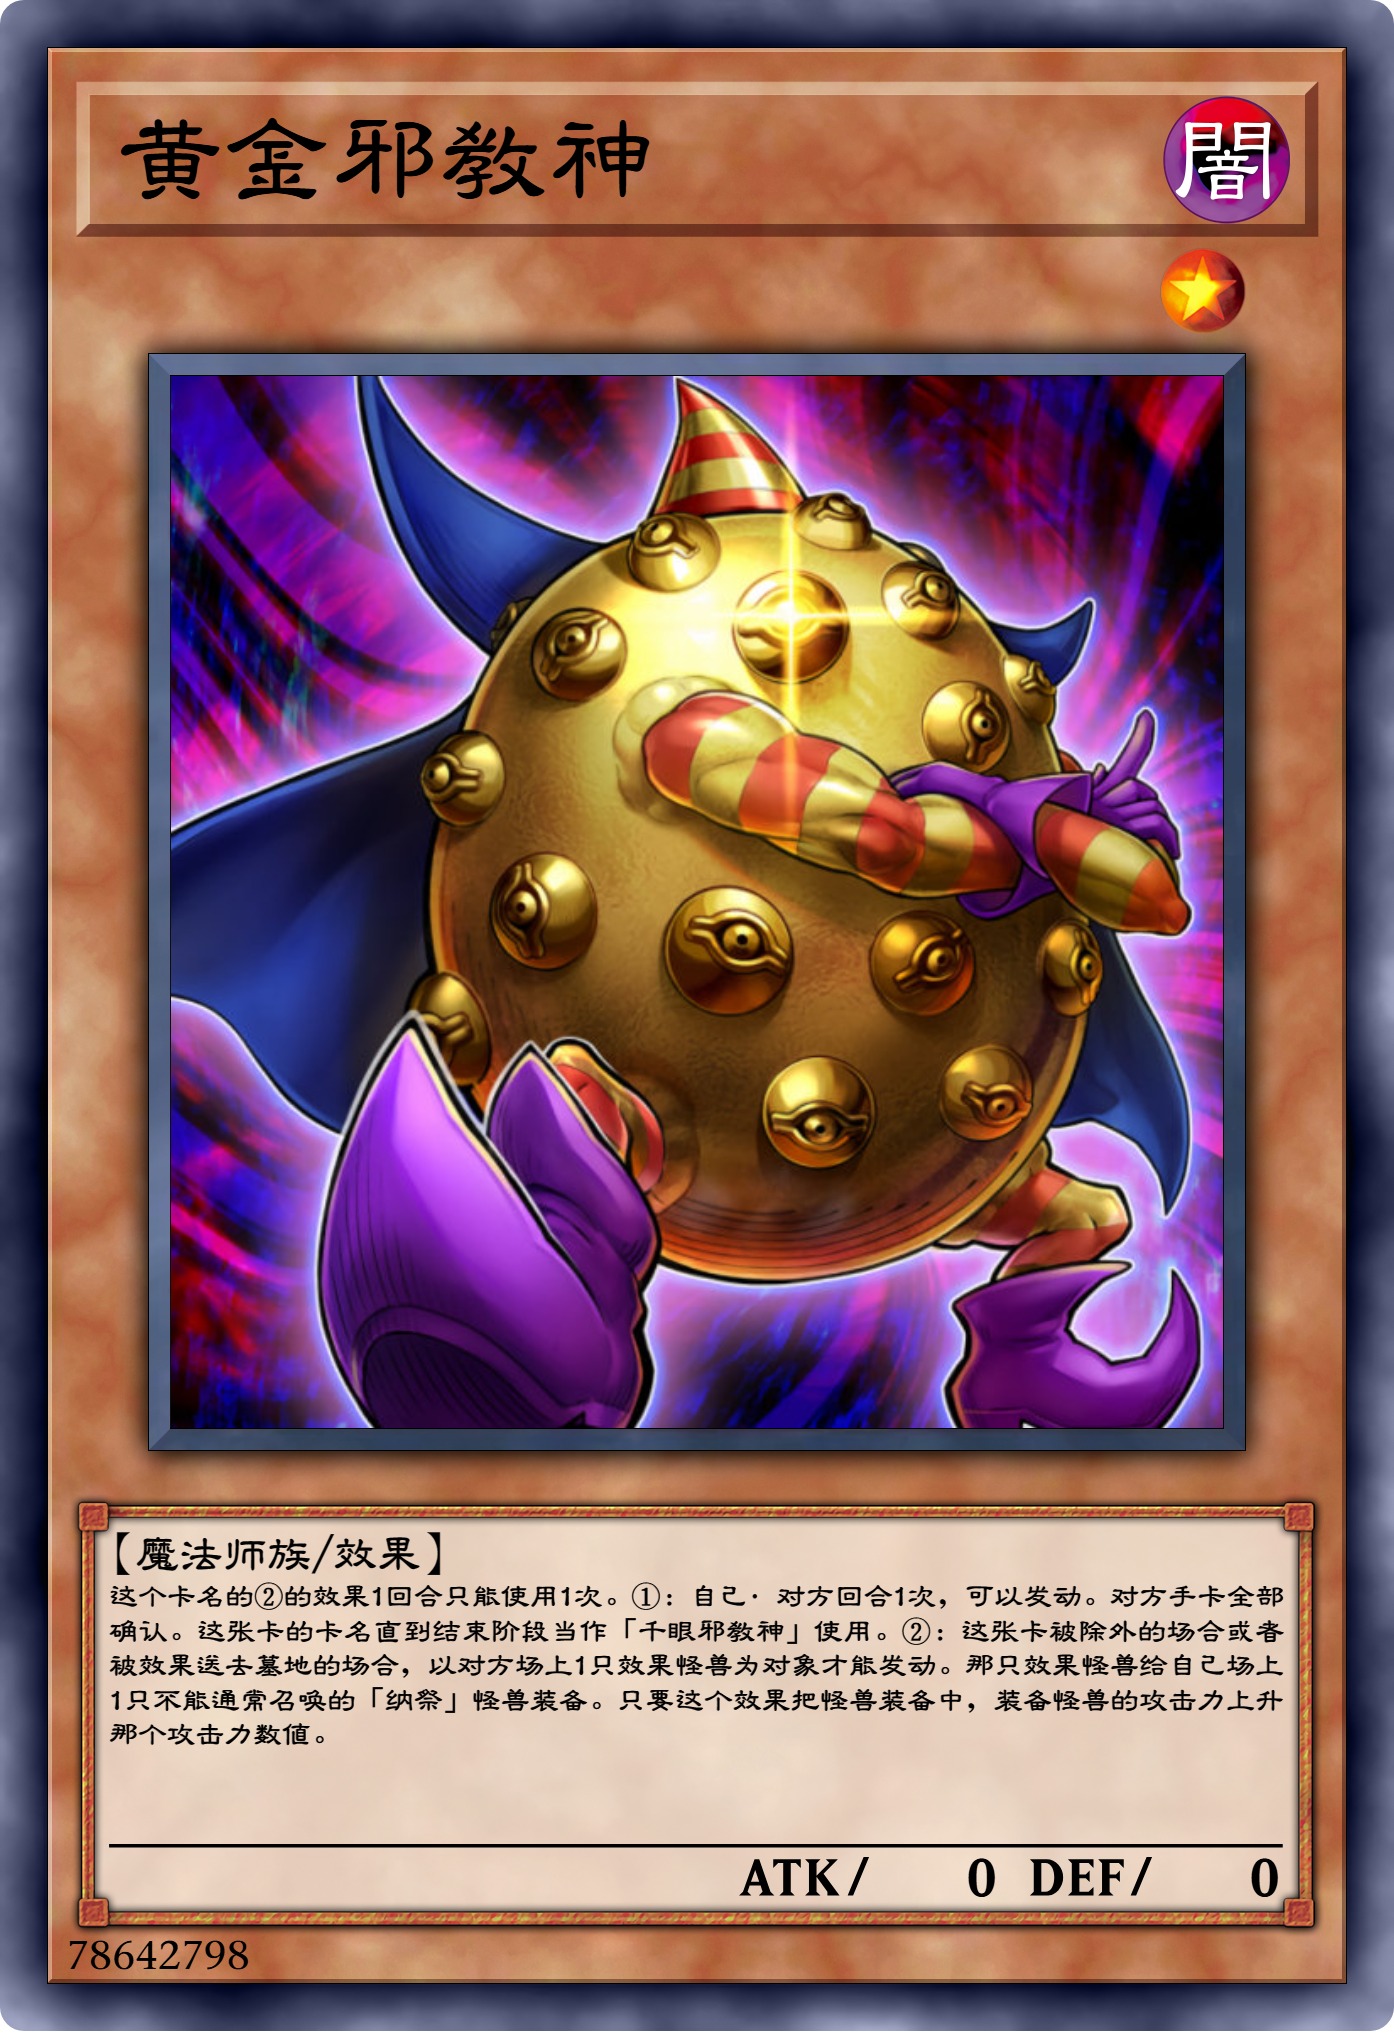 黄金邪教神
闇
【魔法师族/效果】
这个卡名的②的效果1回合只能使用1次。①：自己·对方回合1次，可以发动。对方手卡全部
确认。这张卡的卡名直到结束阶段当作「千眼邪教神」使用。②：这张卡被除外的场合或者
被效果送去墓地的场合，以对方场上1只效果怪兽为对象才能发动。那只效果怪兽给自己场上
1只不能通常召唤的「纳祭」怪兽装备。只要这个效果把怪兽装备中，装备怪兽的攻击力上升
那个攻击力数值。
ATK/ 0 DEF/ 0
78642798